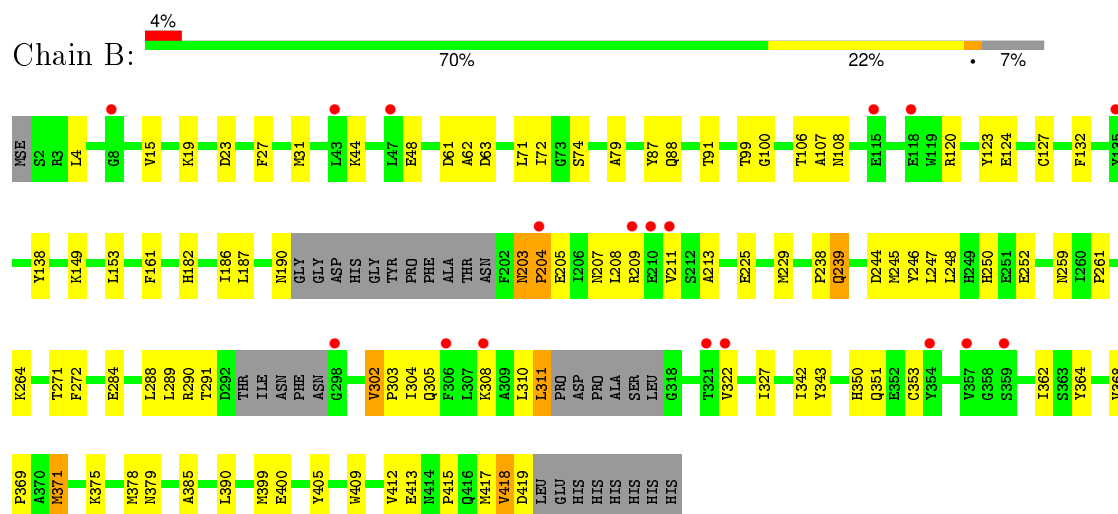 4%
Chain B:
70% 22% • 7%
MSE S2 R3 L4 G8 V15 K19 D23 F27 M31 L43 K44 L47 E48 D61 A62 D63 L71 I72 G73 S74 A79 Y87 Q88 T91 T99 G100 T106 A107 N108 E115 E118 W119 R120 Y123 E124 C127 F132 Y135
Y138 K149 L153 F161 H182 I186 L187 N190 GLY GLY ASP HIS GLY TYR PRO PHE ALA THR ASN F202 N203 P204 E205 I206 N207 L208 R209 E210 V211 S212 A213 E225 M229 P238 Q239 D244 M245 Y246 L247 L248 H249 H250 E251 E252 N259 I260 P261
K264 T271 F272 E284 L288 L289 R290 T291 D292 THR ILE ASN PHE ASN G298 V302 P303 I304 Q305 F306 L307 K308 A309 L310 L311 PRO ASP PRO ALA SER LEU G318 T321 V322 I327 I342 Y343 H350 Q351 E352 C353 Y354 V357 G358 S359 I362 S363 Y364 V368
P369 A370 M371 K375 M378 N379 A385 L390 M399 E400 Y405 W409 V412 E413 N414 P415 Q416 M417 V418 D419 LEU GLU HIS HIS HIS HIS HIS HIS